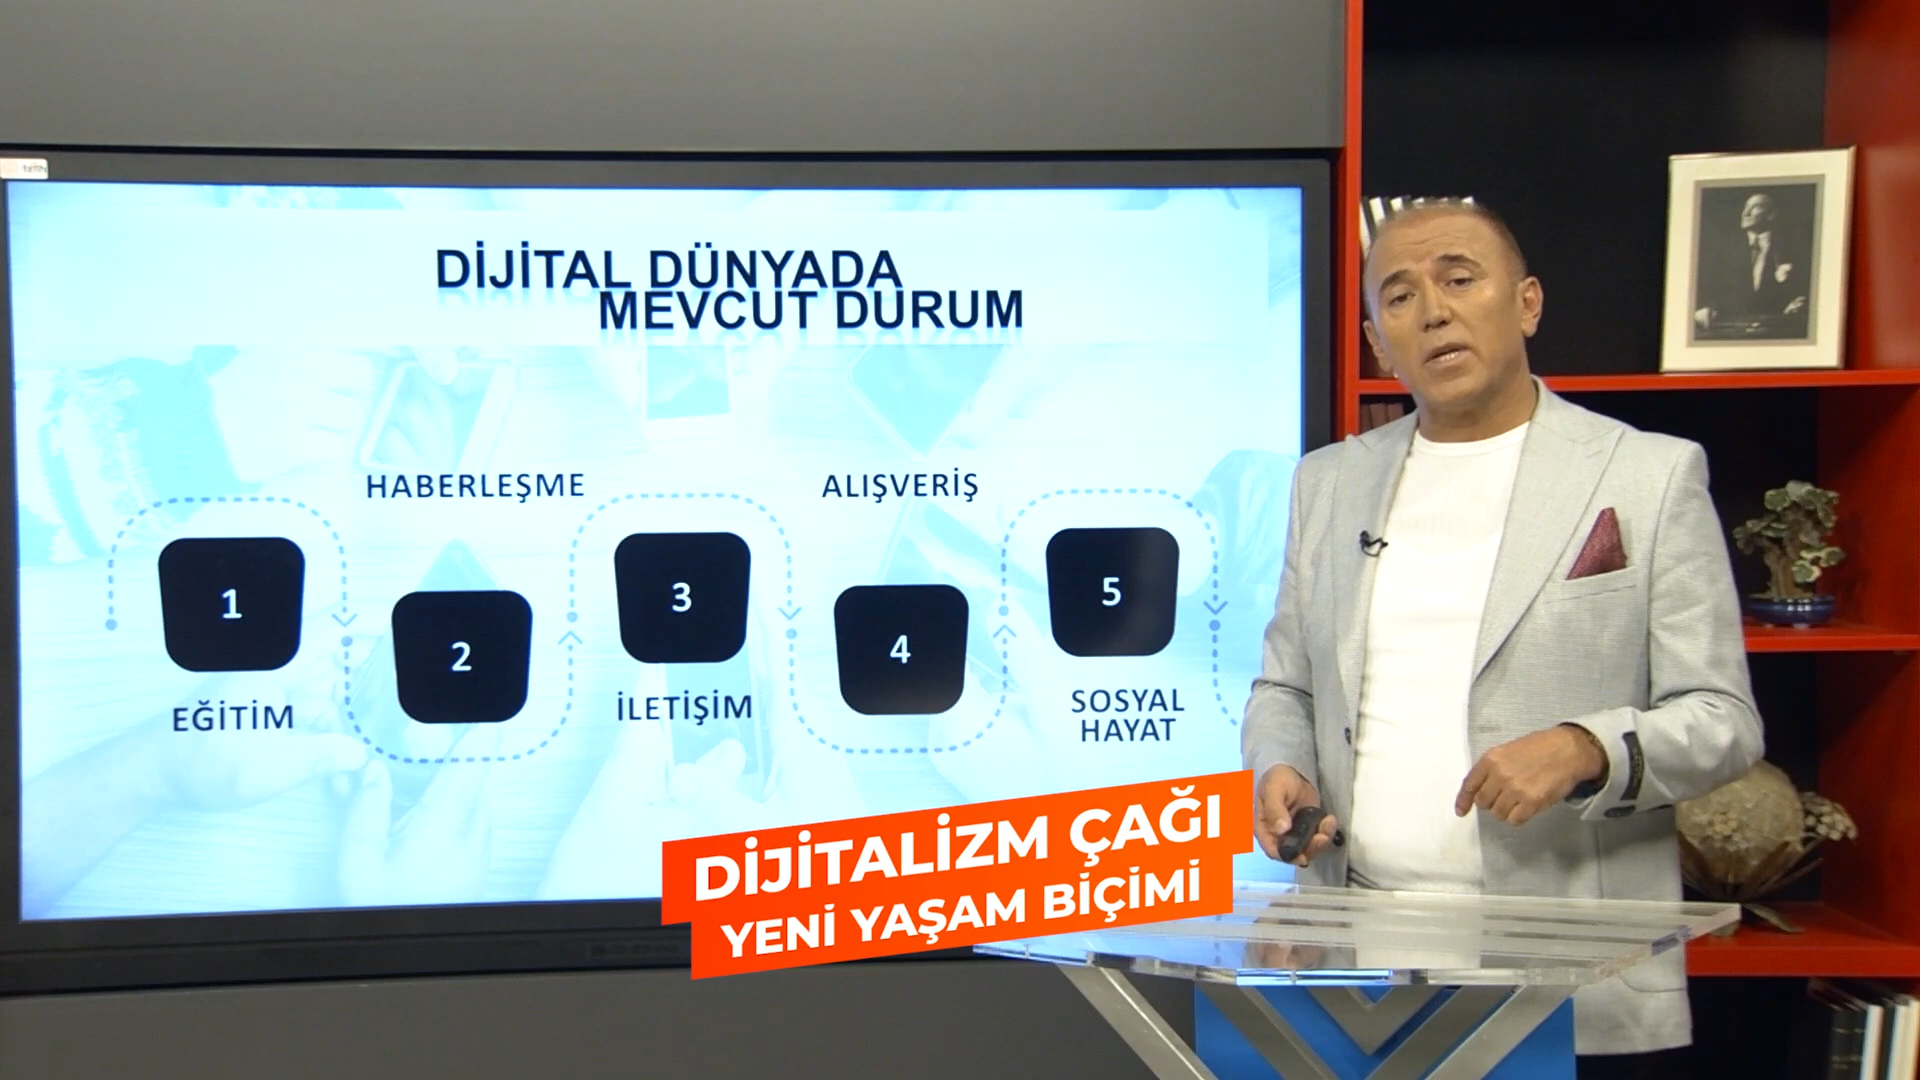 DİJİTAL DÜNYADA
MEVCUT DURUM
HABERLEŞME
ALIŞVERİŞ
1
2
3
4
5
EĞİTİM
İLETİŞİM
SOSYAL
HAYAT
DİJİTALİZM ÇAĞI
YENİ YAŞAM BİÇİMİ